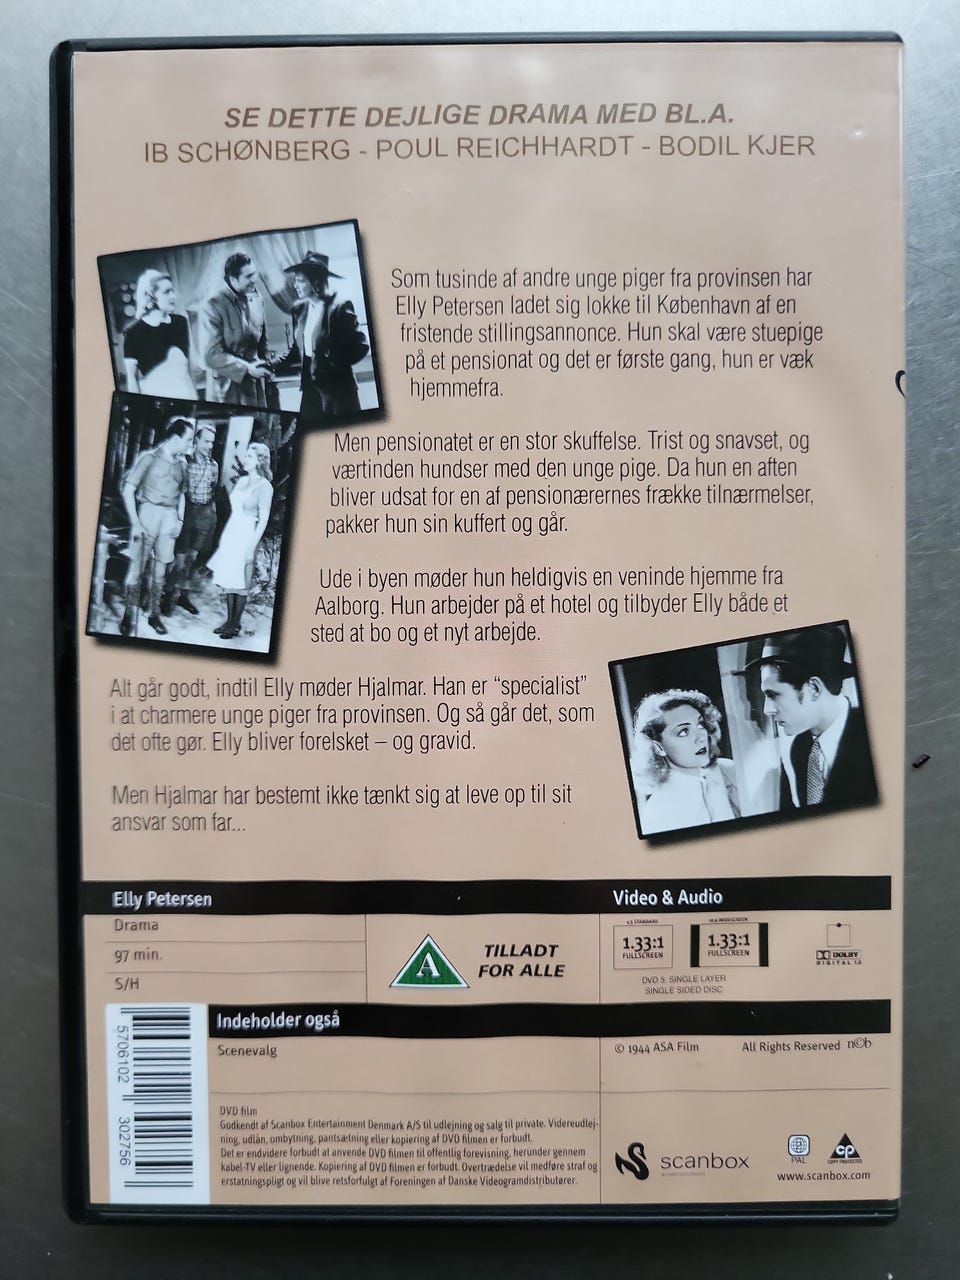 SE DETTE DEJLIGE DRAMA MED BL.A.
IB SCHØNBERG - POUL REICHHARDT - BODIL KJER
Som tusinde af andre unge piger fra provinsen har
Elly Petersen ladet sig lokke til København af en
fristende stillingsannonce. Hun skal være stuepige
på et pensionat og det er første gang, hun er væk
hjemmefra.
Men pensionatet er en stor skuffelse. Trist og snavset, og
værtinden hundser med den unge pige. Da hun en aften
bliver udsat for en af pensionærernes frække tilnærmelser,
pakker hun sin kuffert og går.
Ude i byen møder hun heldigvis en veninde hjemme fra
Aalborg. Hun arbejder på et hotel og tilbyder Elly både et
sted at bo og et nyt arbejde.
Alt går godt, indtil Elly møder Hjalmar. Han er “specialist”
i at charmere unge piger fra provinsen. Og så går det, som
det ofte gør. Elly bliver forelsket – og gravid.
Men Hjalmar har bestemt ikke tænkt sig at leve op til sit
ansvar som far...
Elly Petersen
Drama
97 min.
S/H
A
TILLADT
FOR ALLE
Video & Audio
4:3 STANDARD
1.33:1
FULLSCREEN
16:9 WIDESCREEN
1.33:1
FULLSCREEN
DVD 5. SINGLE LAYER
SINGLE SIDED DISC
DOLBY
DIGITAL 1.0
Indeholder også
Scenevalg
© 1944 ASA Film
All Rights Reserved
n©b
5706102 302756
DVD film
Godkendt af Scanbox Entertainment Denmark A/S til udlejning og salg til private. Videreudlej-
ning, udlån, ombytning, pantsætning eller kopiering af DVD filmen er forbudt.
Det er endvidere forbudt at anvende DVD filmen til offentlig forevisning, herunder gennem
kabel-TV eller lignende. Kopiering af DVD filmen er forbudt. Overtrædelse vil medføre straf og
erstatningspligt og vil blive retsforfulgt af Foreningen af Danske Videogramdistributører.
scanbox
PAL
CP
COPY PROTECTED
www.scanbox.com